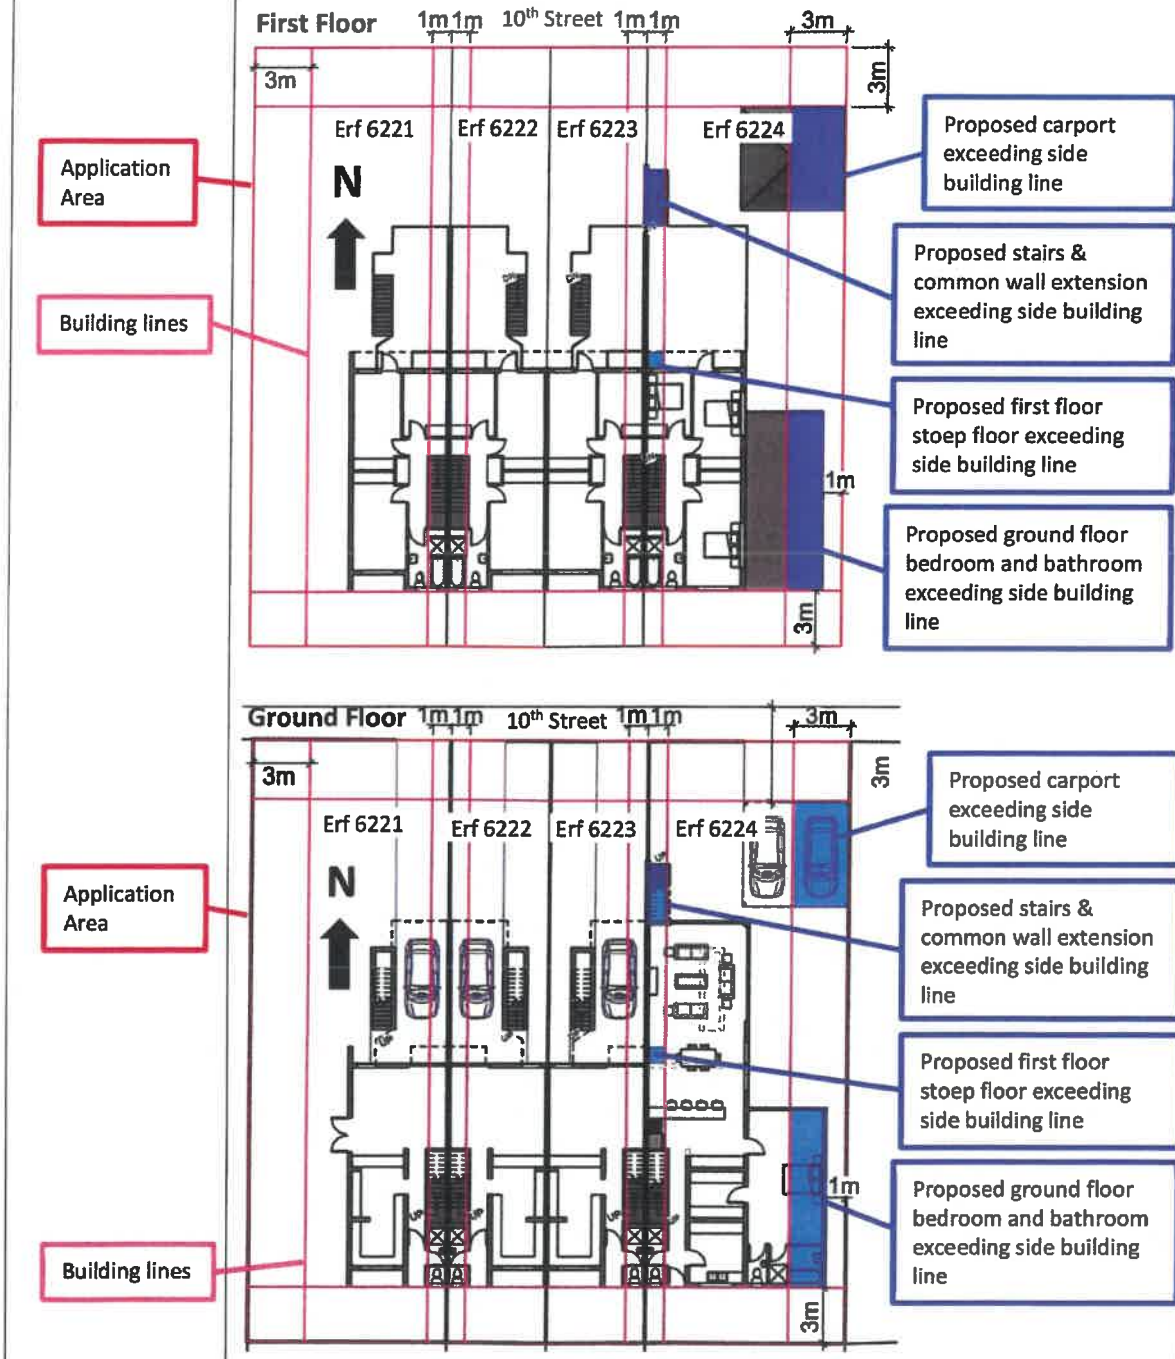 First Floor
1m 1m
10th Street
1m 1m
3m
3m
3m
Erf 6221
Erf 6222
Erf 6223
Erf 6224
Application
Area
N
Building lines
Proposed carport
exceeding side
building line
Proposed stairs &
common wall extension
exceeding side building
line
Proposed first floor
stoep floor exceeding
side building line
1m
Proposed ground floor
bedroom and bathroom
exceeding side building
line
3m
Ground Floor
1m 1m
10th Street
1m 1m
3m
3m
3m
Erf 6221
Erf 6222
Erf 6223
Erf 6224
Application
Area
N
Building lines
Proposed carport
exceeding side
building line
Proposed stairs &
common wall extension
exceeding side building
line
Proposed first floor
stoep floor exceeding
side building line
UP
UP
UP
1m
Proposed ground floor
bedroom and bathroom
exceeding side building
line
3m